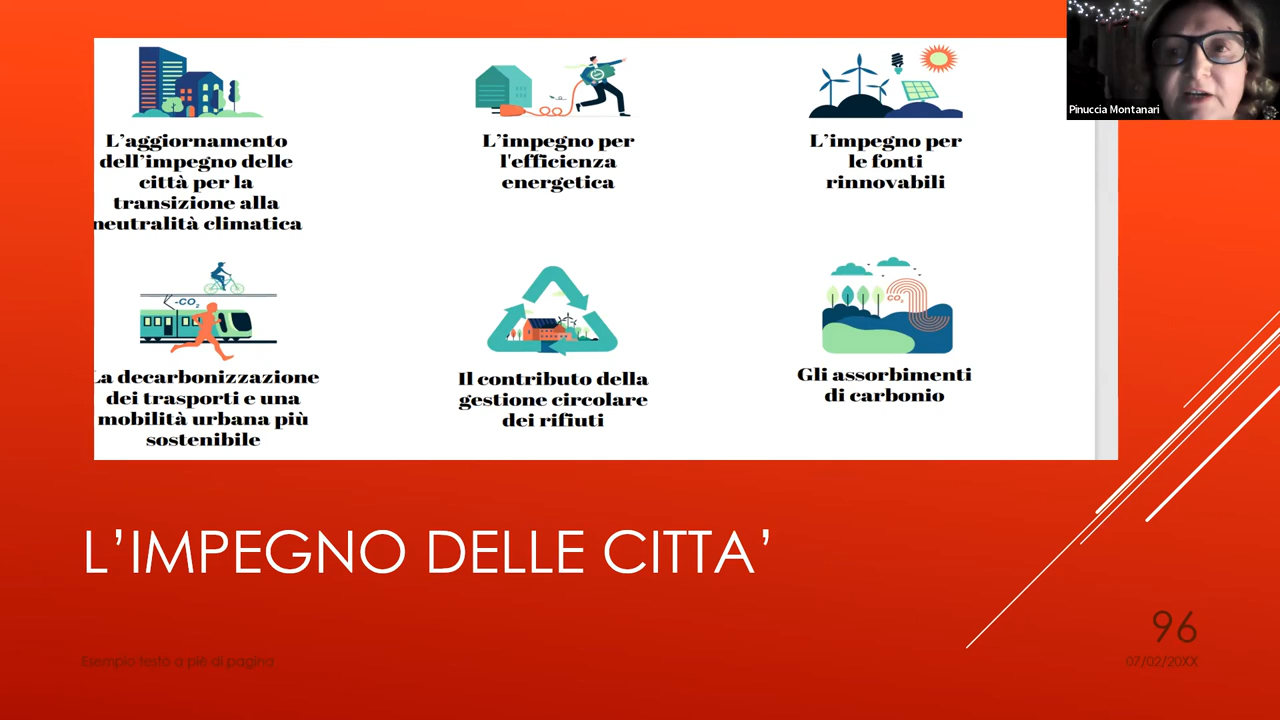 Pinuccia Montanari
L'aggiornamento
dell'impegno delle
città per la
transizione alla
neutralità climatica
L'impegno per
l'efficienza
energetica
L'impegno per
le fonti
rinnovabili
-CO₂
La decarbonizzazione
dei trasporti e una
mobilità urbana più
sostenibile
Il contributo della
gestione circolare
dei rifiuti
CO₂
Gli assorbimenti
di carbonio
L'IMPEGNO DELLE CITTA'
96
Esempio testo a piè di pagina
07/02/20XX